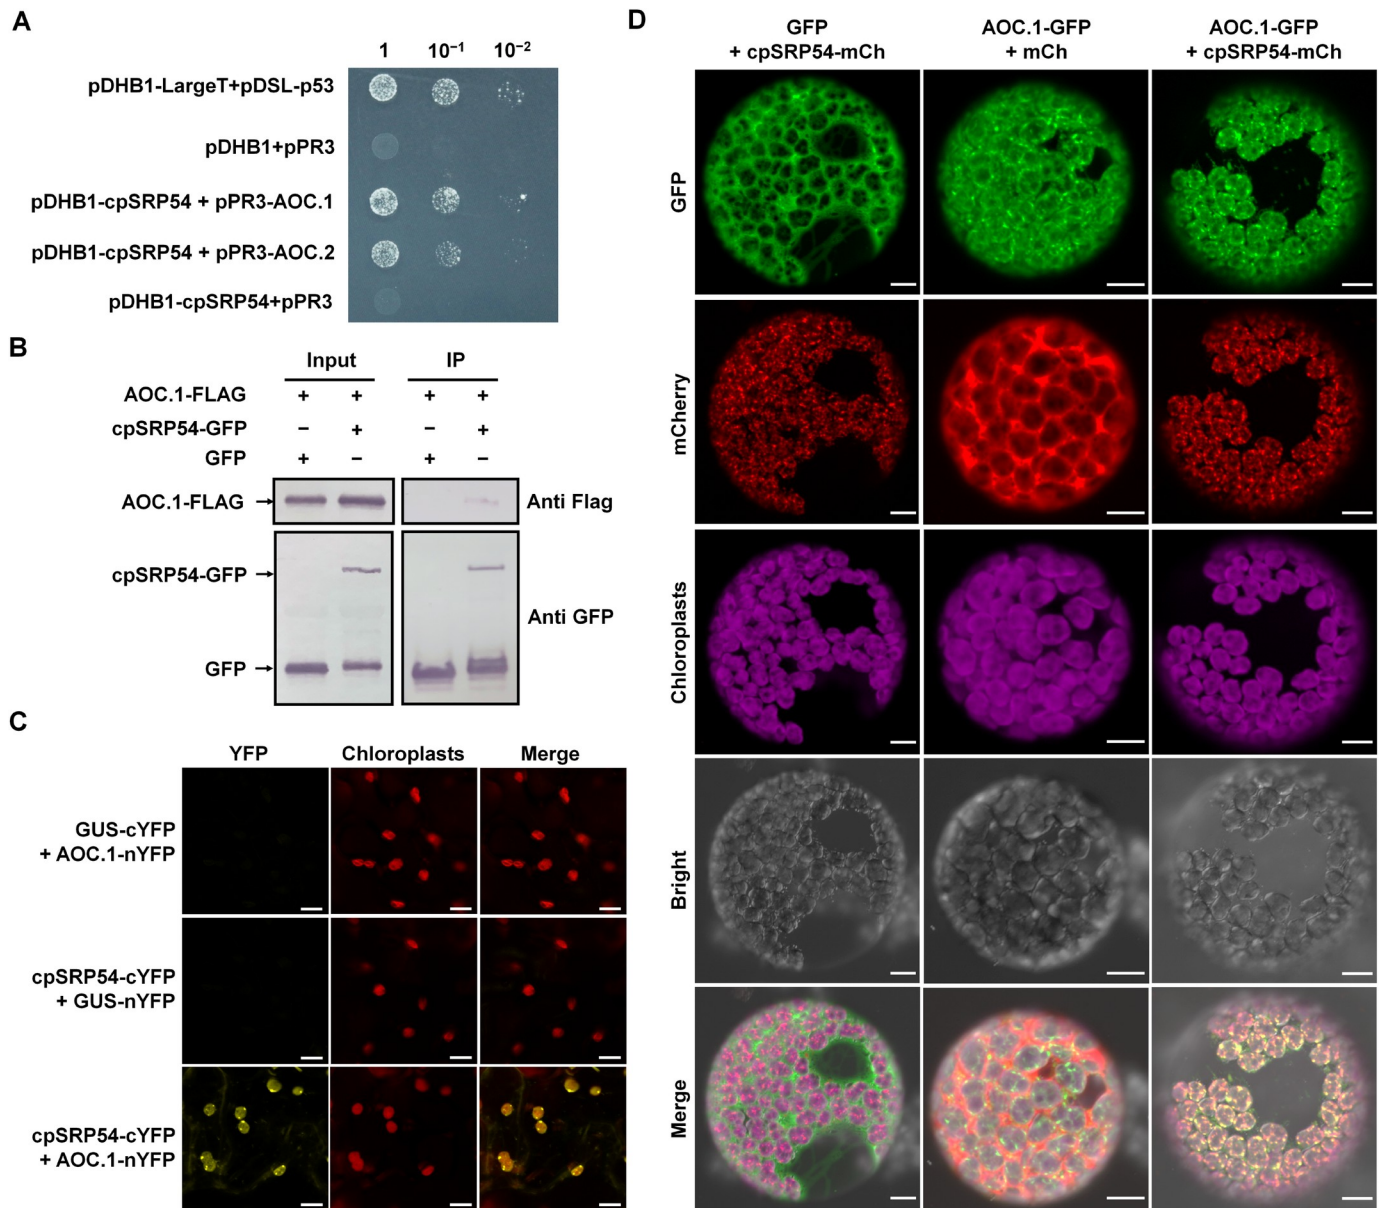 A
1 10⁻¹ 10⁻²
pDHB1-LargeT+pDSL-p53
pDHB1+pPR3
pDHB1-cpSRP54 + pPR3-AOC.1
pDHB1-cpSRP54 + pPR3-AOC.2
pDHB1-cpSRP54+pPR3
B
Input IP
AOC.1-FLAG + + + +
cpSRP54-GFP − + − +
GFP + − + −
AOC.1-FLAG
Anti Flag
cpSRP54-GFP
Anti GFP
GFP
C
YFP Chloroplasts Merge
GUS-cYFP
+ AOC.1-nYFP
cpSRP54-cYFP
+ GUS-nYFP
cpSRP54-cYFP
+ AOC.1-nYFP
D
GFP
+ cpSRP54-mCh
AOC.1-GFP
+ mCh
AOC.1-GFP
+ cpSRP54-mCh
GFP
mCherry
Chloroplasts
Bright
Merge